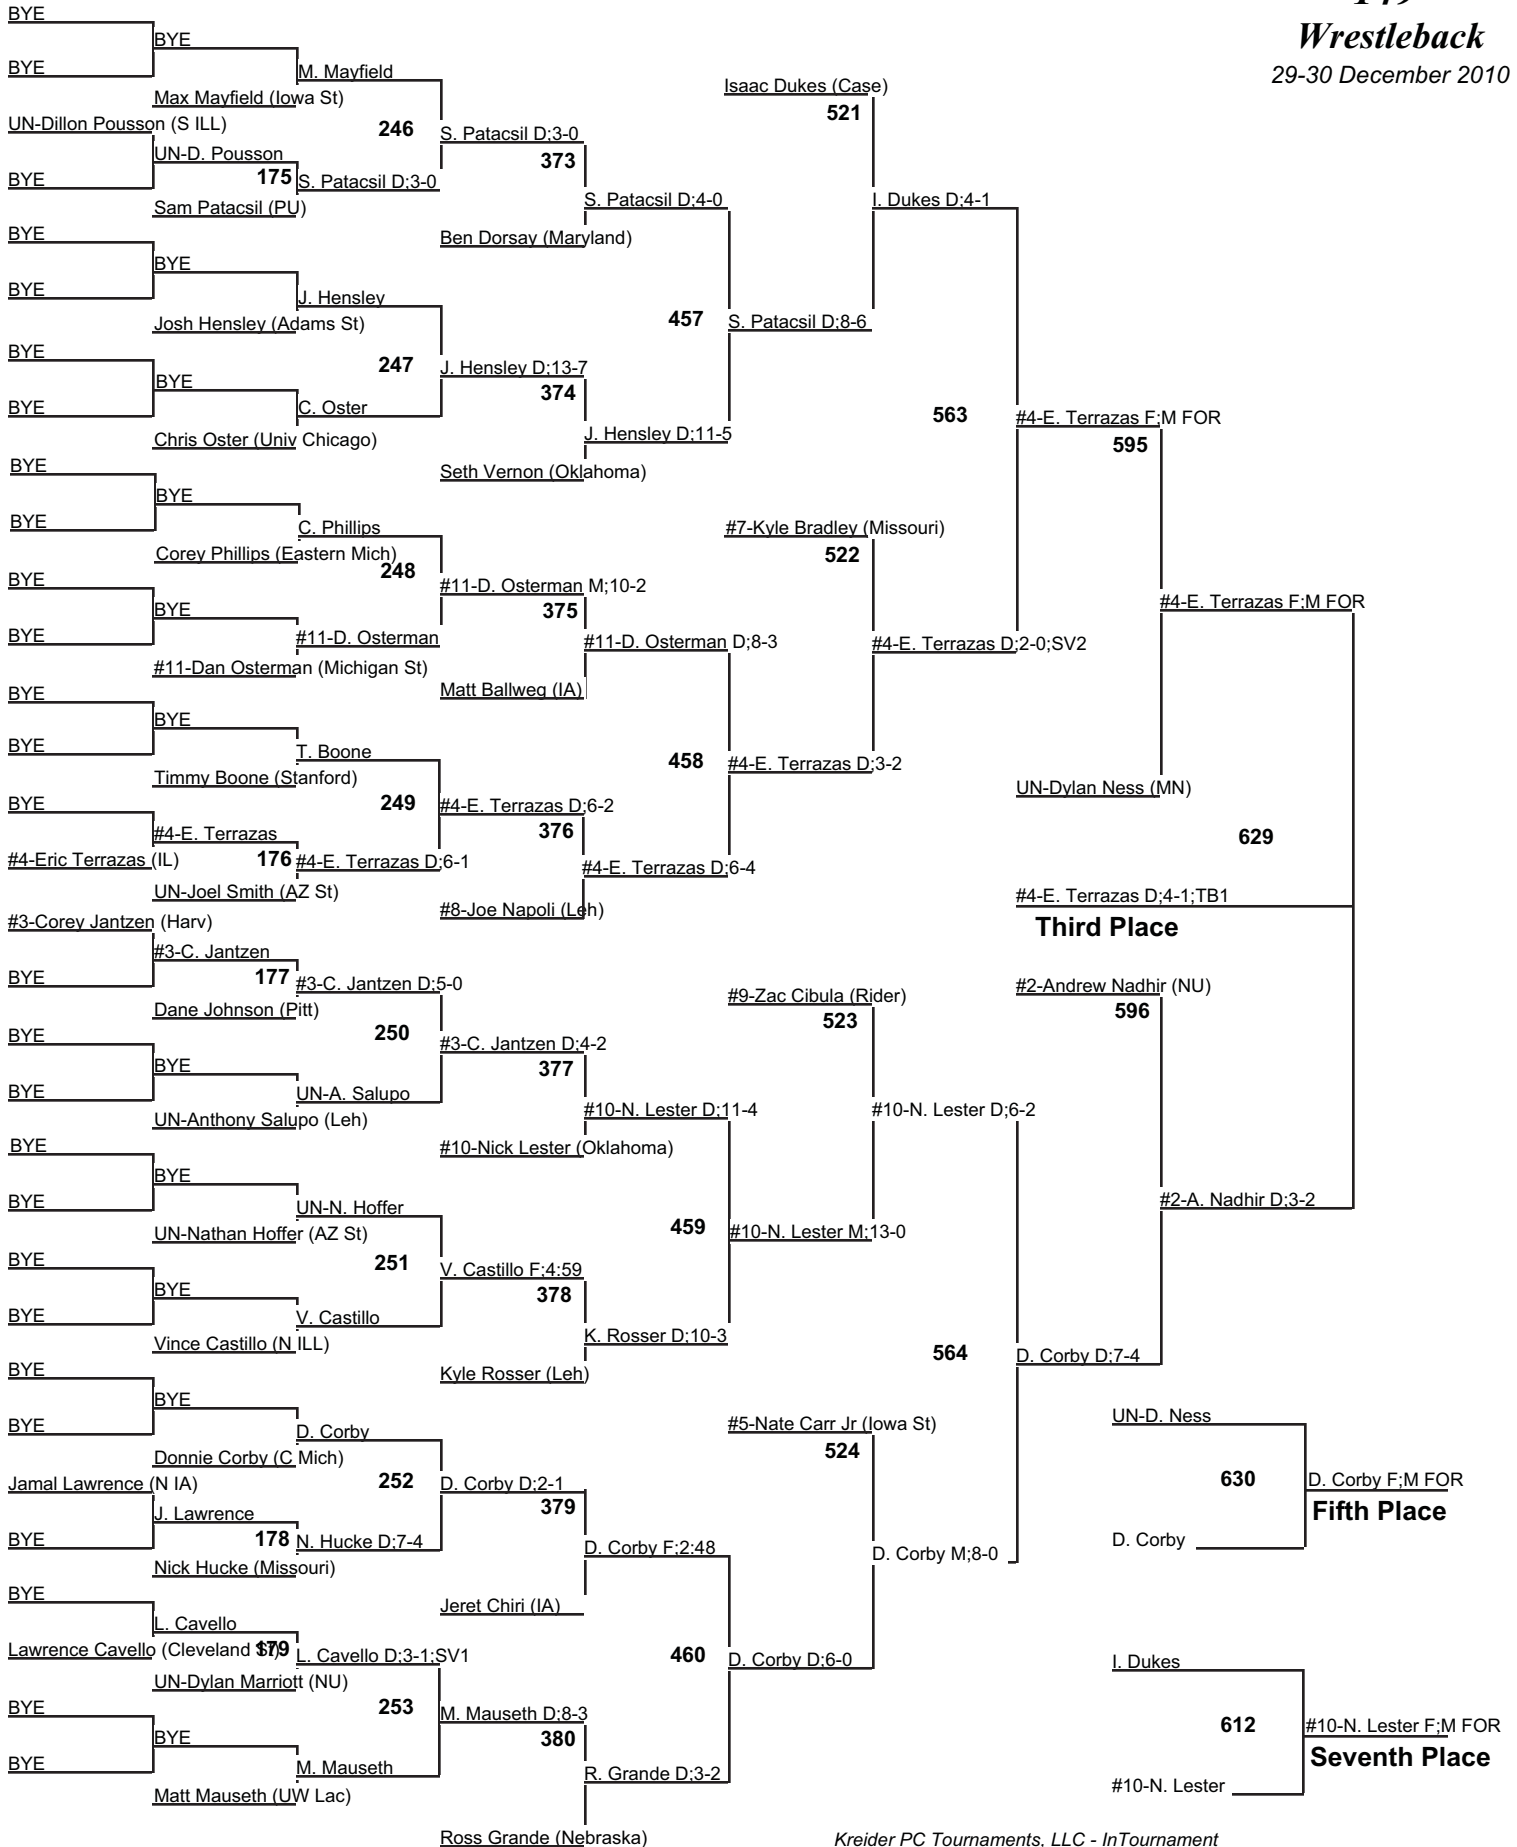 Wrestleback
29-30 December 2010
BYE
BYE
BYE
M. Mayfield
Max Mayfield (Iowa St)
UN-Dillon Pousson (S ILL)
246
S. Patacsil D;3-0
373
UN-D. Pousson
175
S. Patacsil D;3-0
BYE
Sam Patacsil (PU)
S. Patacsil D;4-0
Ben Dorsay (Maryland)
Isaac Dukes (Case)
521
I. Dukes D;4-1
BYE
BYE
BYE
J. Hensley
Josh Hensley (Adams St)
457
S. Patacsil D;8-6
BYE
247
J. Hensley D;13-7
374
BYE
C. Oster
BYE
Chris Oster (Univ Chicago)
J. Hensley D;11-5
Seth Vernon (Oklahoma)
563
#4-E. Terrazas F;M FOR
595
BYE
BYE
BYE
C. Phillips
Corey Phillips (Eastern Mich)
248
#11-D. Osterman M;10-2
375
#7-Kyle Bradley (Missouri)
522
BYE
BYE
BYE
#11-D. Osterman
#11-Dan Osterman (Michigan St)
#11-D. Osterman D;8-3
Matt Ballweg (IA)
#4-E. Terrazas D;2-0;SV2
#4-E. Terrazas F;M FOR
BYE
BYE
BYE
T. Boone
Timmy Boone (Stanford)
458
#4-E. Terrazas D;3-2
UN-Dylan Ness (MN)
BYE
249
#4-E. Terrazas D;6-2
376
#4-E. Terrazas
#4-Eric Terrazas (IL)
176
#4-E. Terrazas D;6-1
UN-Joel Smith (AZ St)
#4-E. Terrazas D;6-4
#8-Joe Napoli (Leh)
629
#4-E. Terrazas D;4-1;TB1
Third Place
#3-Corey Jantzen (Harv)
#3-C. Jantzen
BYE
177
#3-C. Jantzen D;5-0
Dane Johnson (Pitt)
250
#3-C. Jantzen D;4-2
377
#9-Zac Cibula (Rider)
523
#2-Andrew Nadhir (NU)
596
BYE
BYE
BYE
UN-A. Salupo
UN-Anthony Salupo (Leh)
#10-N. Lester D;11-4
#10-Nick Lester (Oklahoma)
#10-N. Lester D;6-2
BYE
BYE
BYE
UN-N. Hoffer
UN-Nathan Hoffer (AZ St)
459
#10-N. Lester M;13-0
#2-A. Nadhir D;3-2
BYE
251
V. Castillo F;4:59
378
BYE
BYE
V. Castillo
Vince Castillo (N ILL)
K. Rosser D;10-3
Kyle Rosser (Leh)
564
D. Corby D;7-4
BYE
BYE
BYE
D. Corby
Donnie Corby (C Mich)
#5-Nate Carr Jr (Iowa St)
524
UN-D. Ness
630
D. Corby F;M FOR
Fifth Place
D. Corby
Jamal Lawrence (N IA)
252
D. Corby D;2-1
379
J. Lawrence
BYE
178
N. Hucke D;7-4
Nick Hucke (Missouri)
D. Corby F;2:48
Jeret Chiri (IA)
D. Corby M;8-0
BYE
L. Cavello
Lawrence Cavello (Cleveland St)
179
L. Cavello D;3-1;SV1
UN-Dylan Marriott (NU)
460
D. Corby D;6-0
I. Dukes
612
#10-N. Lester F;M FOR
Seventh Place
#10-N. Lester
BYE
253
M. Mauseth D;8-3
380
BYE
BYE
M. Mauseth
Matt Mauseth (UW Lac)
R. Grande D;3-2
Ross Grande (Nebraska)
Kreider PC Tournaments, LLC - InTournament